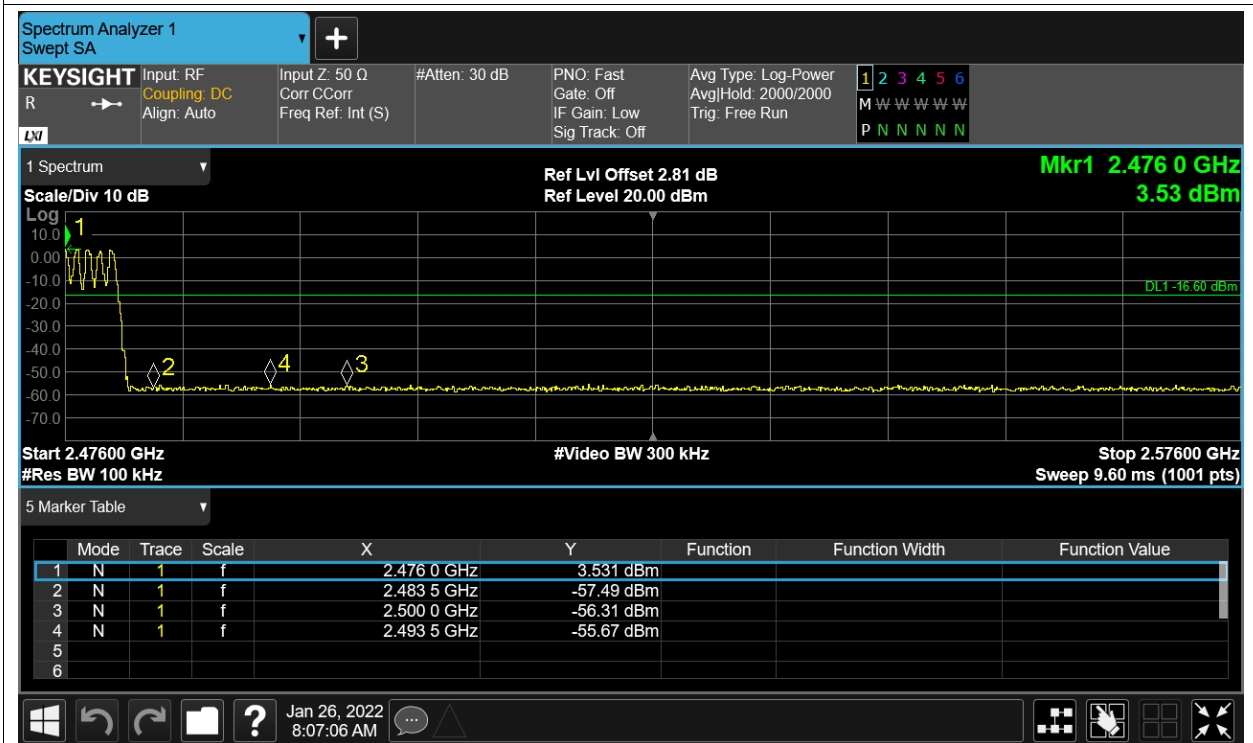 Spectrum Analyzer 1
Swept SA
KEYSIGHT
R
LXI
Input: RF
Coupling: DC
Align: Auto
Input Z: 50 Ω
Corr CCorr
Freq Ref: Int (S)
#Atten: 30 dB
PNO: Fast
Gate: Off
IF Gain: Low
Sig Track: Off
Avg Type: Log-Power
Avg|Hold: 2000/2000
Trig: Free Run
1 2 3 4 5 6
M W W W W W
P N N N N N
1 Spectrum
Scale/Div 10 dB
Ref Lvl Offset 2.81 dB
Ref Level 20.00 dBm
Mkr1 2.476 0 GHz
3.53 dBm
Log
10.0
0.00
-10.0
-20.0
-30.0
-40.0
-50.0
-60.0
-70.0
1
2
4
3
DL1 -16.60 dBm
Start 2.47600 GHz
#Res BW 100 kHz
#Video BW 300 kHz
Stop 2.57600 GHz
Sweep 9.60 ms (1001 pts)
5 Marker Table
Mode Trace Scale X Y Function Function Width Function Value
1 N 1 f 2.476 0 GHz 3.531 dBm
2 N 1 f 2.483 5 GHz -57.49 dBm
3 N 1 f 2.500 0 GHz -56.31 dBm
4 N 1 f 2.493 5 GHz -55.67 dBm
5
6
?
Jan 26, 2022
8:07:06 AM